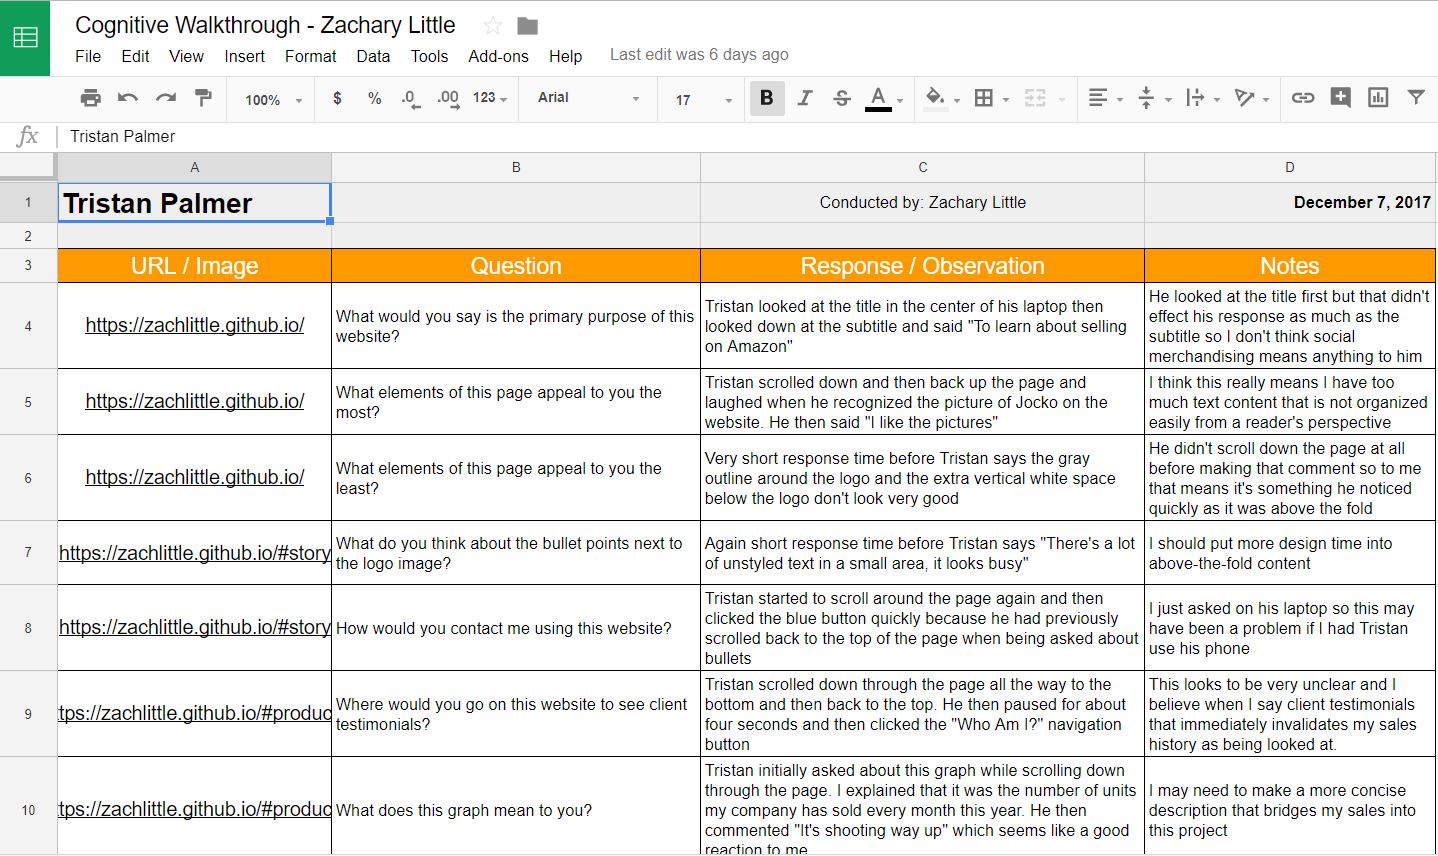 Cognitive Walkthrough - Zachary Little
File Edit View Insert Format Data Tools Add-ons Help Last edit was 6 days ago
100% $ % .0 .00 123 Arial 17 B I S A
fx Tristan Palmer
A B C D
1 Tristan Palmer Conducted by: Zachary Little December 7, 2017
2
3 URL / Image Question Response / Observation Notes
4
https://zachlittle.github.io/
What would you say is the primary purpose of this
website?
Tristan looked at the title in the center of his laptop then
looked down at the subtitle and said "To learn about selling
on Amazon"
He looked at the title first but that didn't
effect his response as much as the
subtitle so I don't think social
merchandising means anything to him
5
https://zachlittle.github.io/
What elements of this page appeal to you the
most?
Tristan scrolled down and then back up the page and
laughed when he recognized the picture of Jocko on the
website. He then said "I like the pictures"
I think this really means I have too
much text content that is not organized
easily from a reader's perspective
6
https://zachlittle.github.io/
What elements of this page appeal to you the
least?
Very short response time before Tristan says the gray
outline around the logo and the extra vertical white space
below the logo don't look very good
He didn't scroll down the page at all
before making that comment so to me
that means it's something he noticed
quickly as it was above the fold
7
https://zachlittle.github.io/#story
What do you think about the bullet points next to
the logo image?
Again short response time before Tristan says "There's a lot
of unstyled text in a small area, it looks busy"
I should put more design time into
above-the-fold content
8
https://zachlittle.github.io/#story
How would you contact me using this website?
Tristan started to scroll around the page again and then
clicked the blue button quickly because he had previously
scrolled back to the top of the page when being asked about
bullets
I just asked on his laptop so this may
have been a problem if I had Tristan
use his phone
9
tps://zachlittle.github.io/#produc
Where would you go on this website to see client
testimonials?
Tristan scrolled down through the page all the way to the
bottom and then back to the top. He then paused for about
four seconds and then clicked the "Who Am I?" navigation
button
This looks to be very unclear and I
believe when I say client testimonials
that immediately invalidates my sales
history as being looked at.
10
tps://zachlittle.github.io/#produc
What does this graph mean to you?
Tristan initially asked about this graph while scrolling down
through the page. I explained that it was the number of units
my company has sold every month this year. He then
commented "It's shooting way up" which seems like a good
reaction to me
I may need to make a more concise
description that bridges my sales into
this project